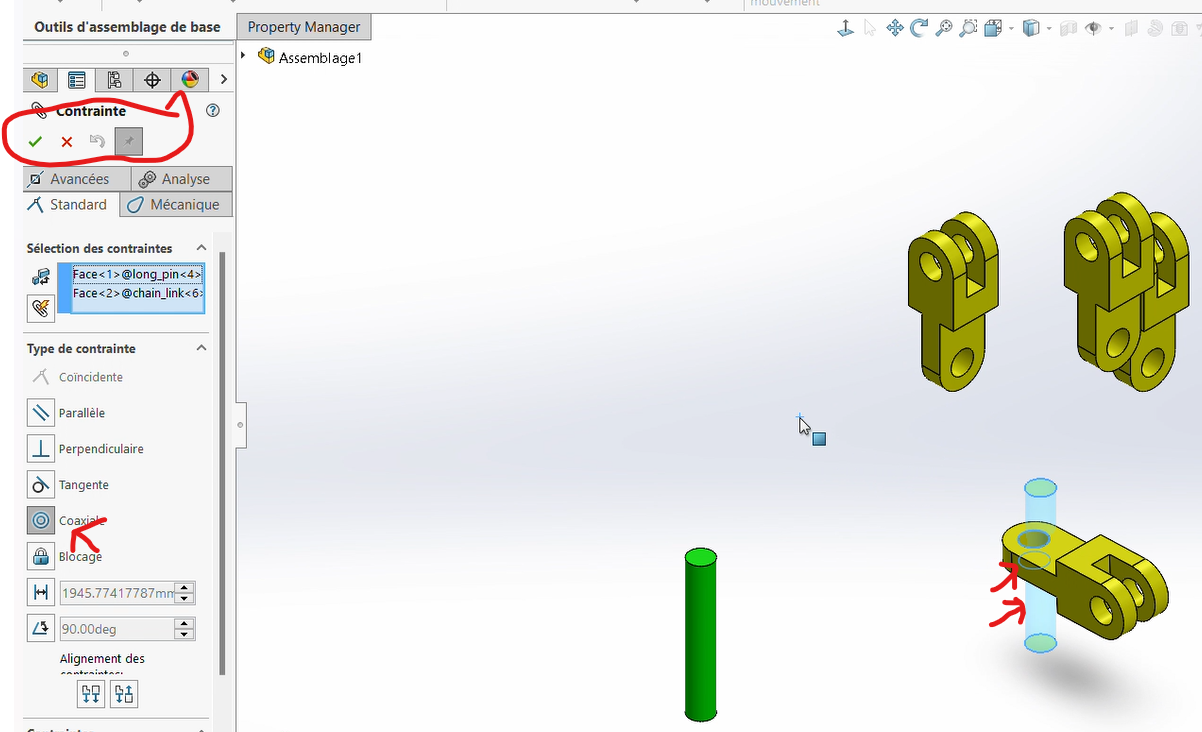 mouvement
Outils d'assemblage de base
Property Manager
Assemblage1
Contrainte
Avancées
Analyse
Standard
Mécanique
Sélection des contraintes
Face<1>@long_pin<4>
Face<2>@chain_link<6>
Type de contrainte
Coïncidente
Parallèle
Perpendiculaire
Tangente
Coaxiale
Blocage
1945.77417787mm
90.00deg
Alignement des
contraintes: